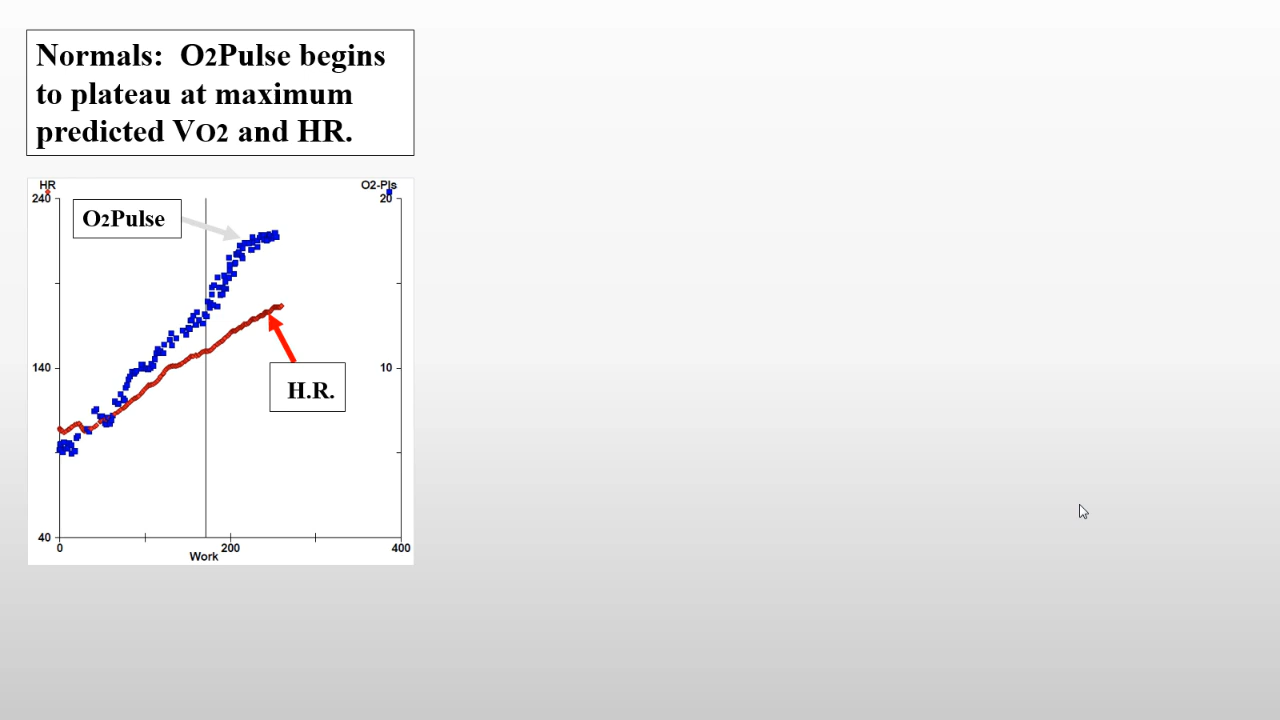 Normals: O2Pulse begins
to plateau at maximum
predicted VO2 and HR.
HR
O2-Pls
240
20
O2Pulse
140
10
H.R.
40
0
200
400
Work